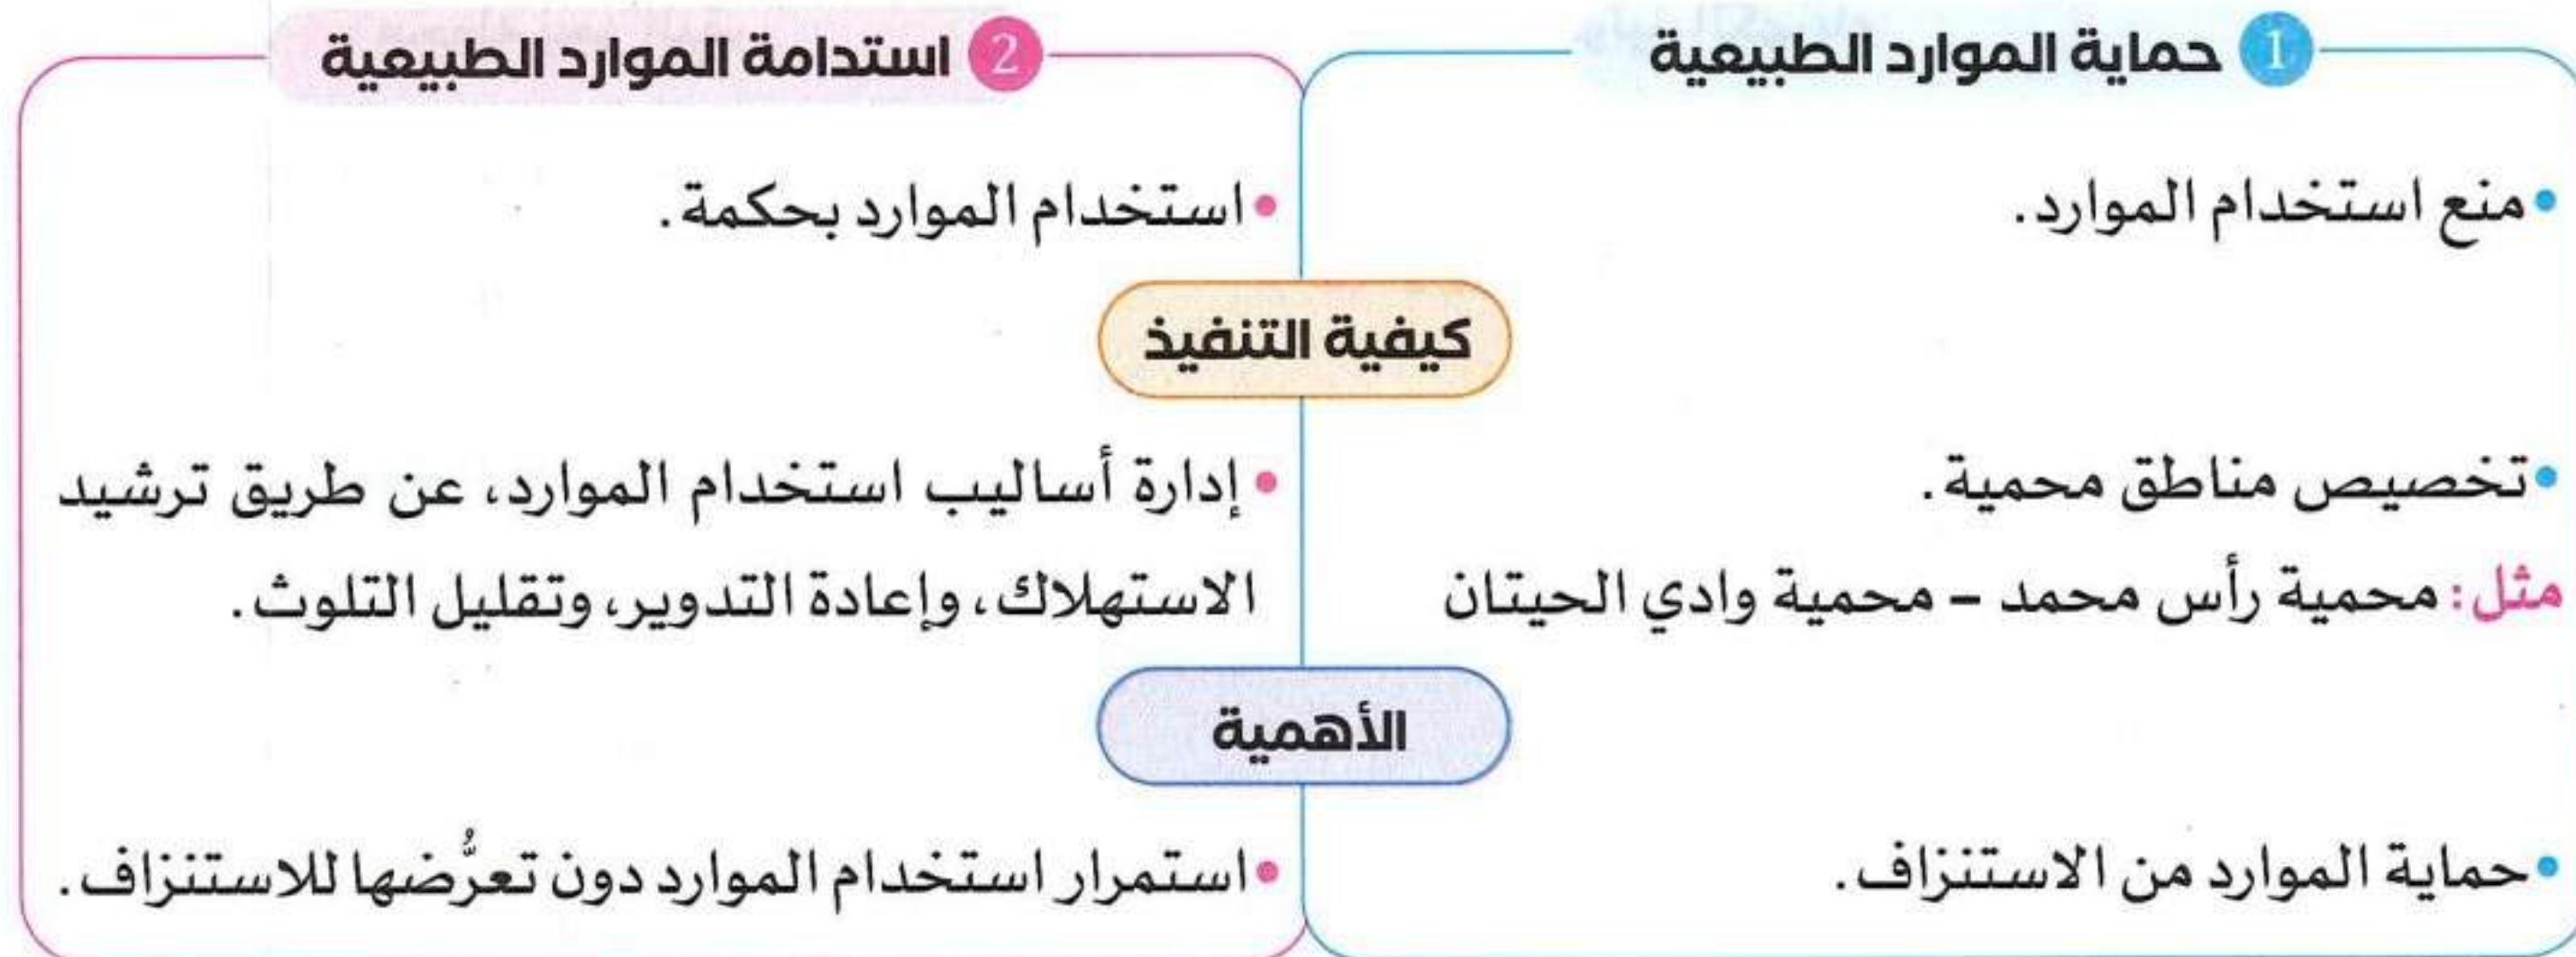 1 حماية الموارد الطبيعية
2 استدامة الموارد الطبيعية
• منع استخدام الموارد.
• استخدام الموارد بحكمة.
كيفية التنفيذ
• تخصيص مناطق محمية.
مثل: محمية رأس محمد – محمية وادي الحيتان
• إدارة أساليب استخدام الموارد، عن طريق ترشيد
الاستهلاك، وإعادة التدوير، وتقليل التلوث.
الأهمية
• حماية الموارد من الاستنزاف.
• استمرار استخدام الموارد دون تعرُّضها للاستنزاف.